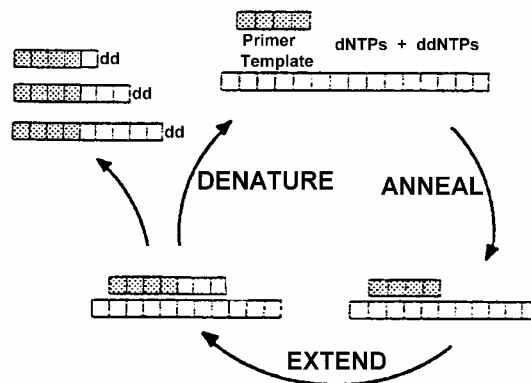 Primer
Template
dNTPs + ddNTPs
dd
dd
dd
DENATURE
ANNEAL
EXTEND